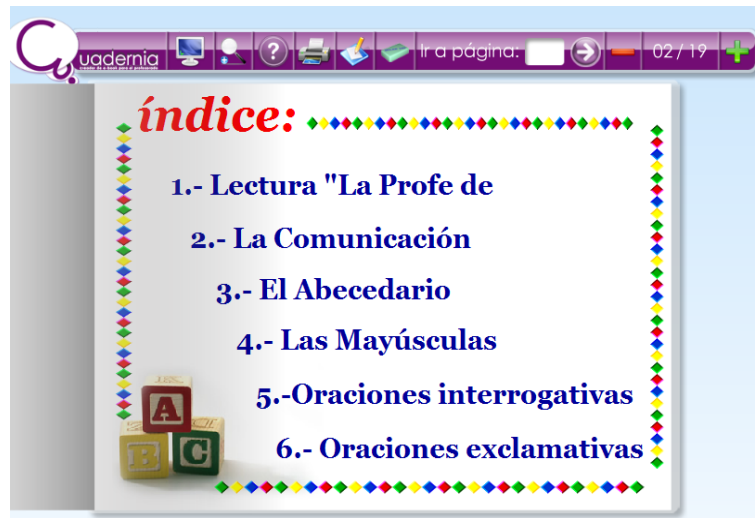 Cuadernia
Ir a página:
02/19
índice:
1.- Lectura "La Profe de
2.- La Comunicación
3.- El Abecedario
4.- Las Mayúsculas
5.-Oraciones interrogativas
6.- Oraciones exclamativas
A
B C